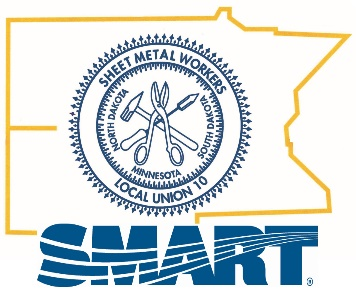 SHEET METAL WORKERS
NORTH DAKOTA
SOUTH DAKOTA
MINNESOTA
LOCAL UNION 10
SMART®